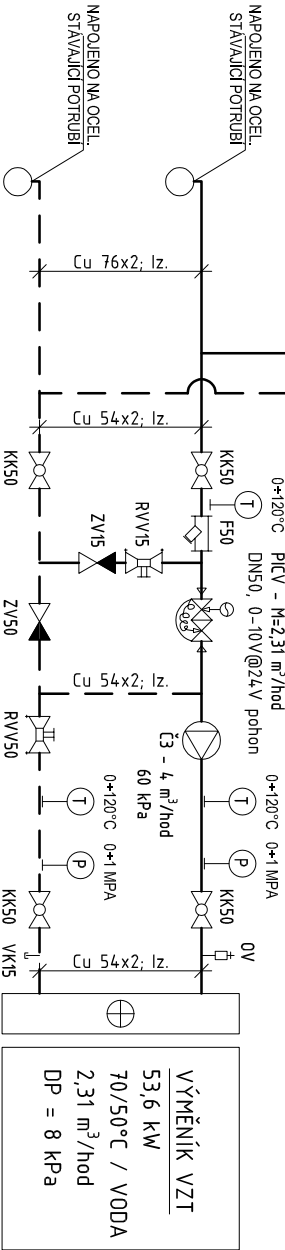 NAPOJENO NA OCEL.
STÁVAJÍCÍ POTRUBÍ
NAPOJENO NA OCEL.
STÁVAJÍCÍ POTRUBÍ
Cu 76x2; Iz.
Cu 54x2; Iz.
KK50
0÷120°C
T
F50
PICV - M=2,31 m³/hod
DN50, 0-10V@24V pohon
RVV15
ZV15
KK50
ZV50
Cu 54x2; Iz.
RVV50
Č3 - 4 m³/hod
60 kPa
0÷120°C
0÷1 MPA
T
P
KK50
OV
0÷120°C
0÷1 MPA
T
P
KK50
VK15
Cu 54x2; Iz.
VÝMĚNÍK VZT
53,6 kW
70/50°C / VODA
2,31 m³/hod
DP = 8 kPa